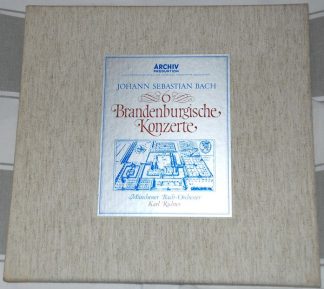 ARCHIV
PRODUKTION
JOHANN SEBASTIAN BACH
6
Brandenburgische
Konzerte
Münchener Bach-Orchester
Karl Richter